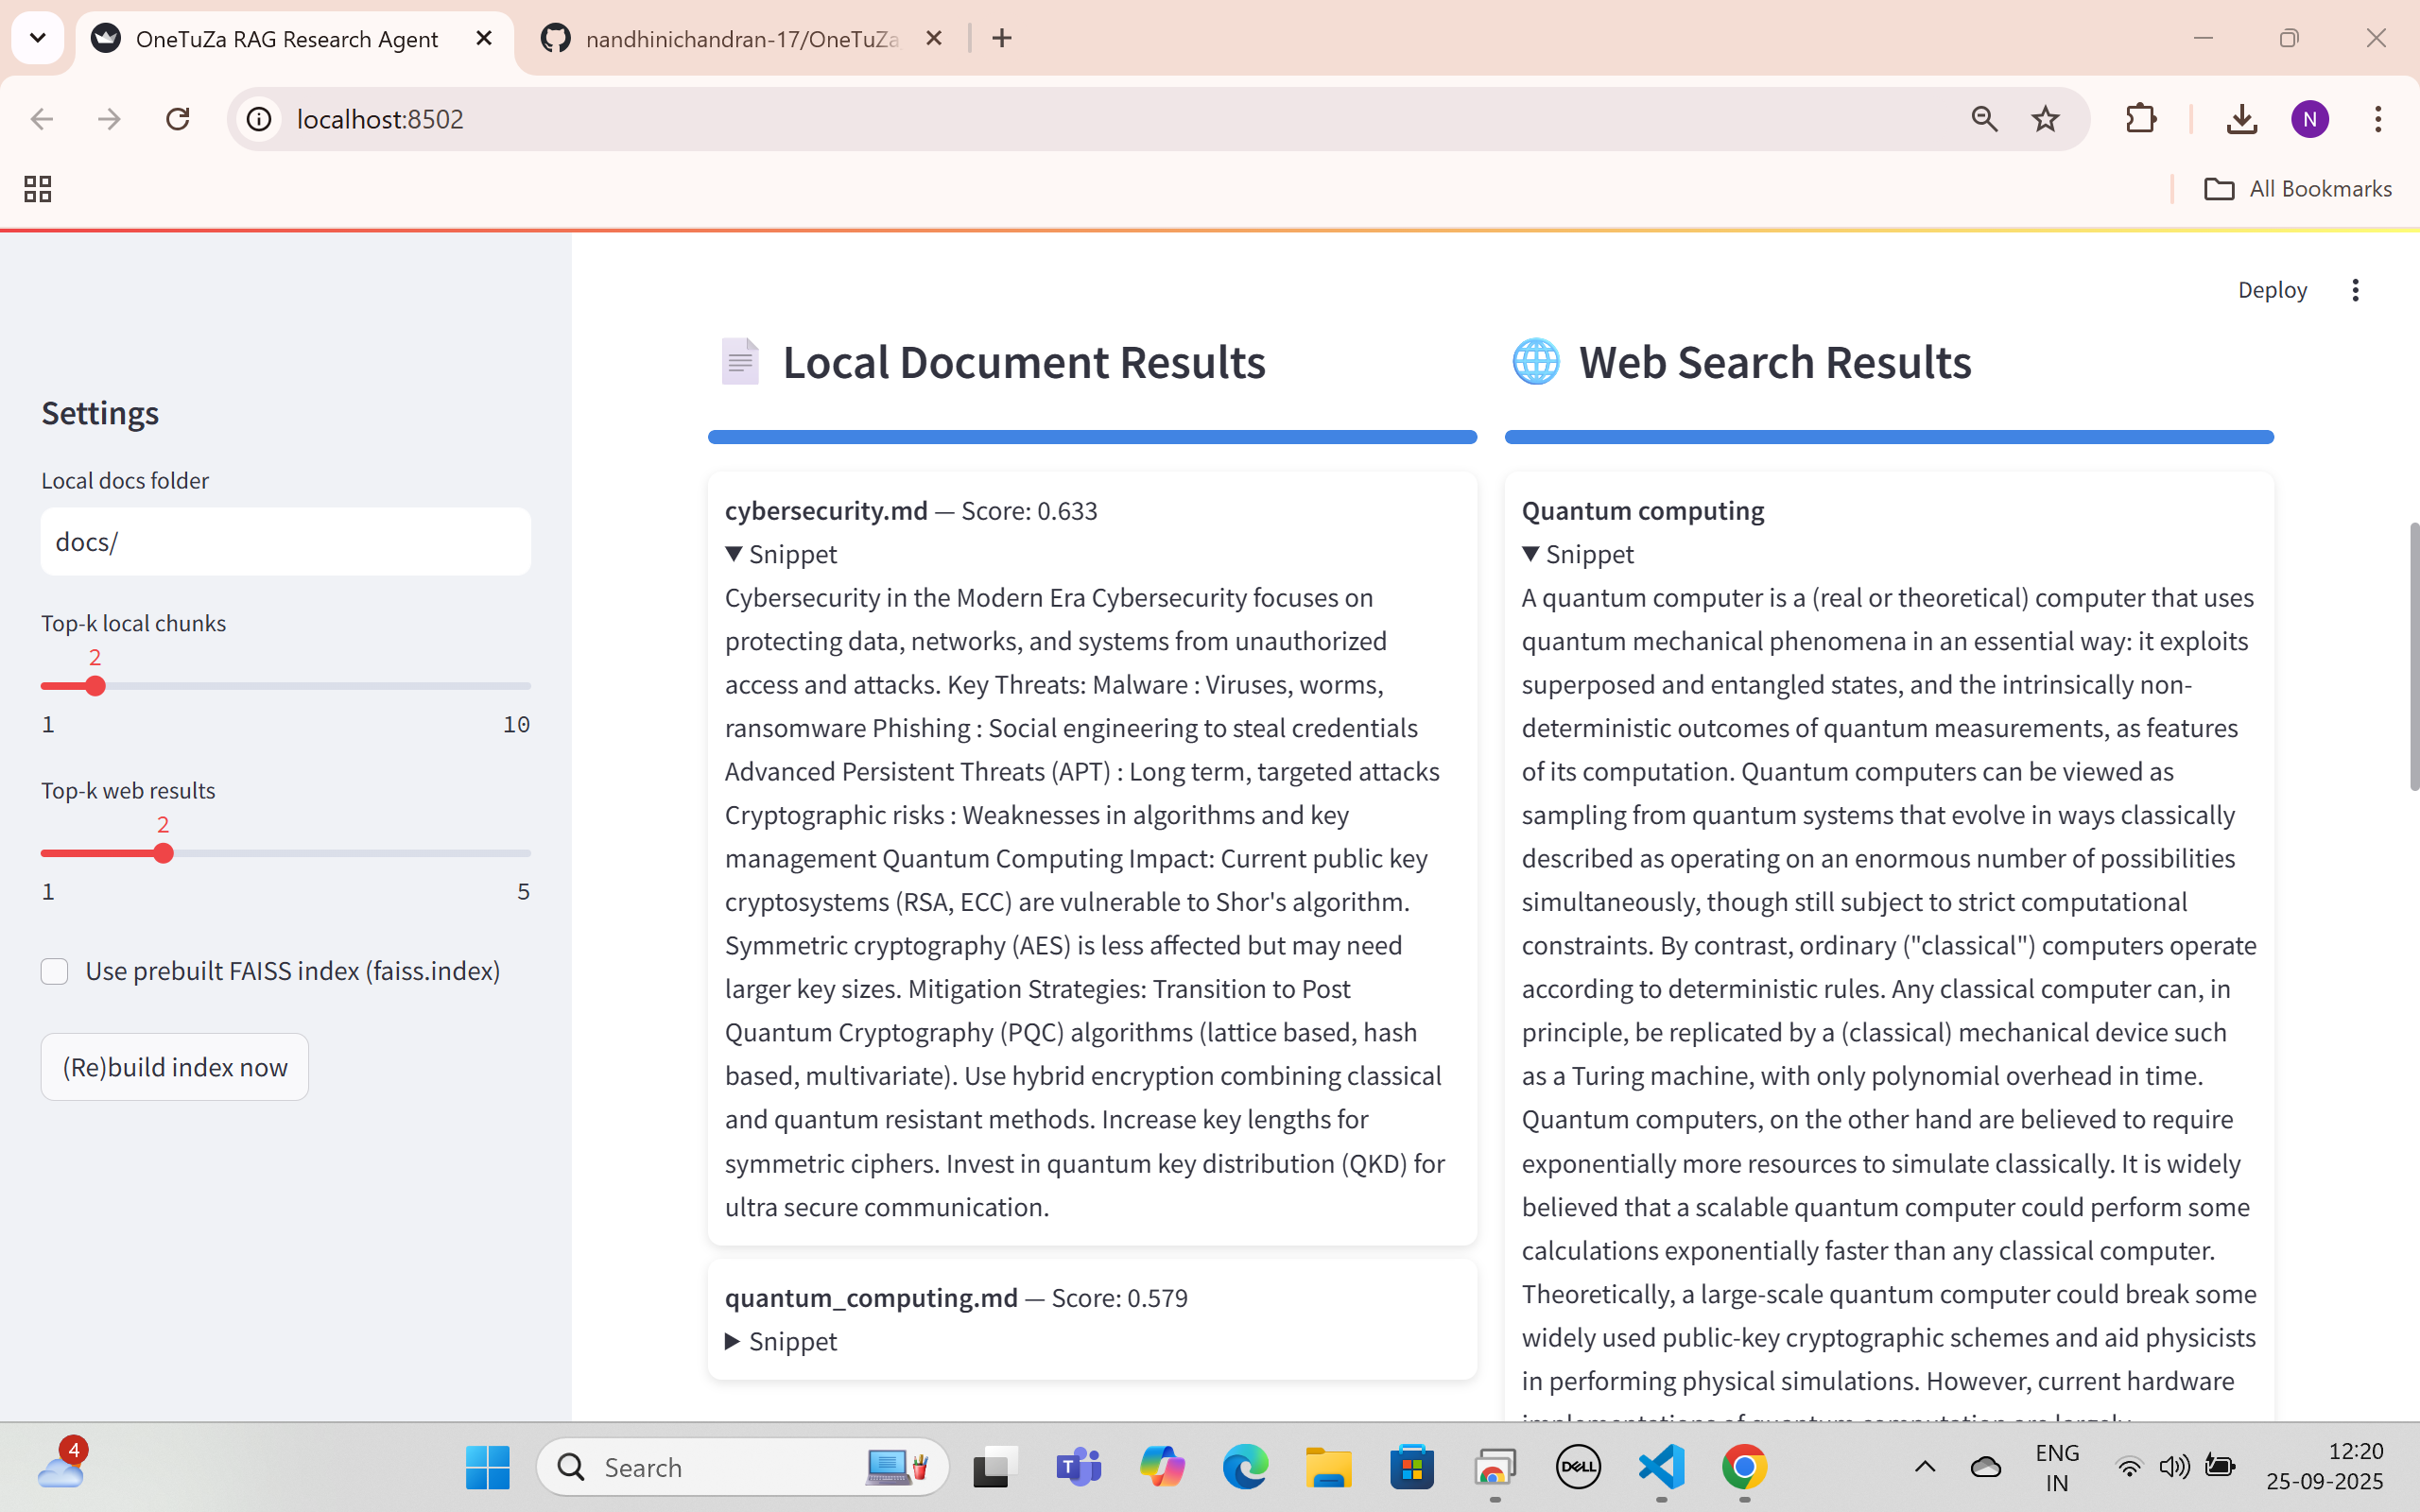 OneTuZa RAG Research Agent
nandhinichandran-17/OneTuZa
localhost:8502
N
All Bookmarks
Deploy
Settings
Local docs folder
docs/
Top-k local chunks
2
1 10
Top-k web results
2
1 5
Use prebuilt FAISS index (faiss.index)
(Re)build index now
Local Document Results
cybersecurity.md — Score: 0.633
Snippet
Cybersecurity in the Modern Era Cybersecurity focuses on
protecting data, networks, and systems from unauthorized
access and attacks. Key Threats: Malware : Viruses, worms,
ransomware Phishing : Social engineering to steal credentials
Advanced Persistent Threats (APT) : Long term, targeted attacks
Cryptographic risks : Weaknesses in algorithms and key
management Quantum Computing Impact: Current public key
cryptosystems (RSA, ECC) are vulnerable to Shor's algorithm.
Symmetric cryptography (AES) is less affected but may need
larger key sizes. Mitigation Strategies: Transition to Post
Quantum Cryptography (PQC) algorithms (lattice based, hash
based, multivariate). Use hybrid encryption combining classical
and quantum resistant methods. Increase key lengths for
symmetric ciphers. Invest in quantum key distribution (QKD) for
ultra secure communication.
quantum_computing.md — Score: 0.579
Snippet
Web Search Results
Quantum computing
Snippet
A quantum computer is a (real or theoretical) computer that uses
quantum mechanical phenomena in an essential way: it exploits
superposed and entangled states, and the intrinsically non-
deterministic outcomes of quantum measurements, as features
of its computation. Quantum computers can be viewed as
sampling from quantum systems that evolve in ways classically
described as operating on an enormous number of possibilities
simultaneously, though still subject to strict computational
constraints. By contrast, ordinary ("classical") computers operate
according to deterministic rules. Any classical computer can, in
principle, be replicated by a (classical) mechanical device such
as a Turing machine, with only polynomial overhead in time.
Quantum computers, on the other hand are believed to require
exponentially more resources to simulate classically. It is widely
believed that a scalable quantum computer could perform some
calculations exponentially faster than any classical computer.
Theoretically, a large-scale quantum computer could break some
widely used public-key cryptographic schemes and aid physicists
in performing physical simulations. However, current hardware
4
Search
T
DELL
ENG
IN
12:20
25-09-2025